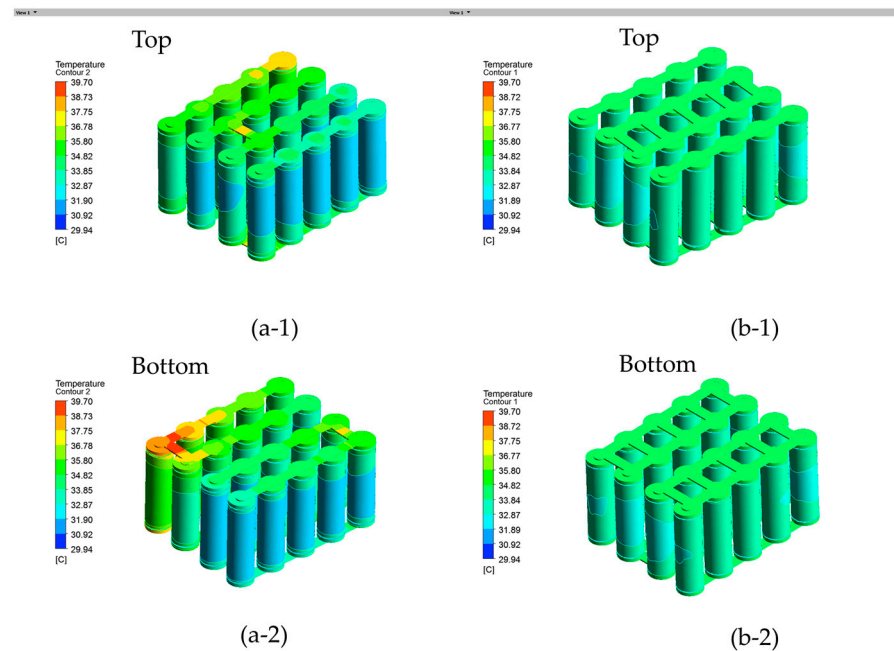 View 1
View 1
Top
Temperature
Contour 2
39.70
38.73
37.75
36.78
35.80
34.82
33.85
32.87
31.90
30.92
29.94
[C]
(a-1)
Top
Temperature
Contour 1
39.70
38.72
37.75
36.77
35.80
34.82
33.84
32.87
31.89
30.92
29.94
[C]
(b-1)
Bottom
Temperature
Contour 2
39.70
38.73
37.75
36.78
35.80
34.82
33.85
32.87
31.90
30.92
29.94
[C]
(a-2)
Bottom
Temperature
Contour 1
39.70
38.72
37.75
36.77
35.80
34.82
33.84
32.87
31.89
30.92
29.94
[C]
(b-2)